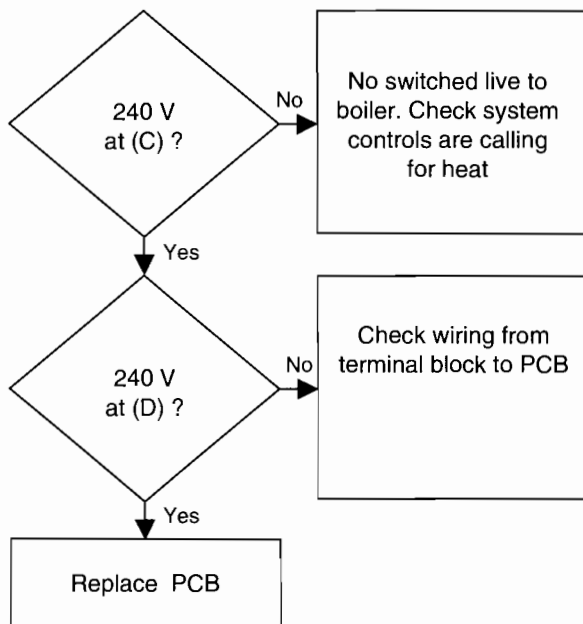 240 V
at (C) ?
No
No switched live to
boiler. Check system
controls are calling
for heat
Yes
240 V
at (D) ?
No
Check wiring from
terminal block to PCB
Yes
Replace PCB